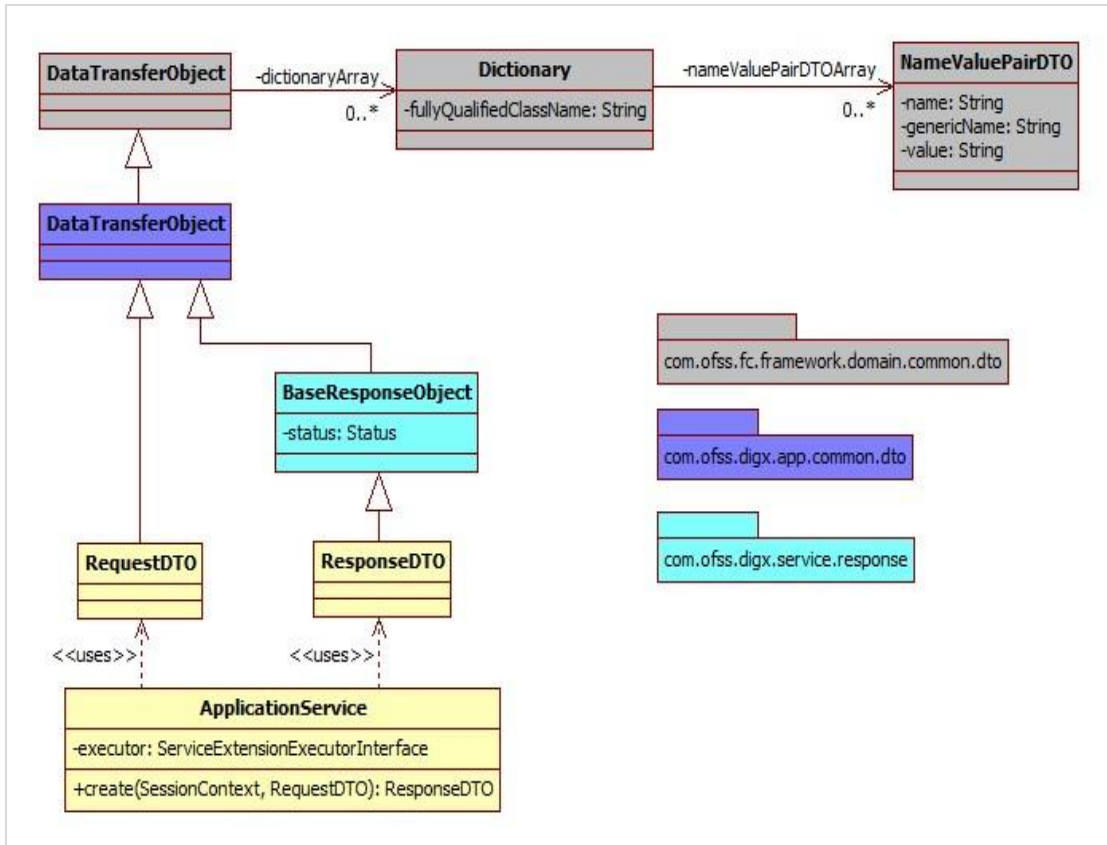 DataTransferObject
-dictionaryArray
0..*
Dictionary
-fullyQualifiedClassName: String
-nameValuePairDTOArray
0..*
NameValuePairDTO
-name: String
-genericName: String
-value: String
DataTransferObject
BaseResponseObject
-status: Status
com.ofss.fc.framework.domain.common.dto
com.ofss.digx.app.common.dto
com.ofss.digx.service.response
RequestDTO
ResponseDTO
<<uses>>
<<uses>>
ApplicationService
-executor: ServiceExtensionExecutorInterface
+create(SessionContext, RequestDTO): ResponseDTO